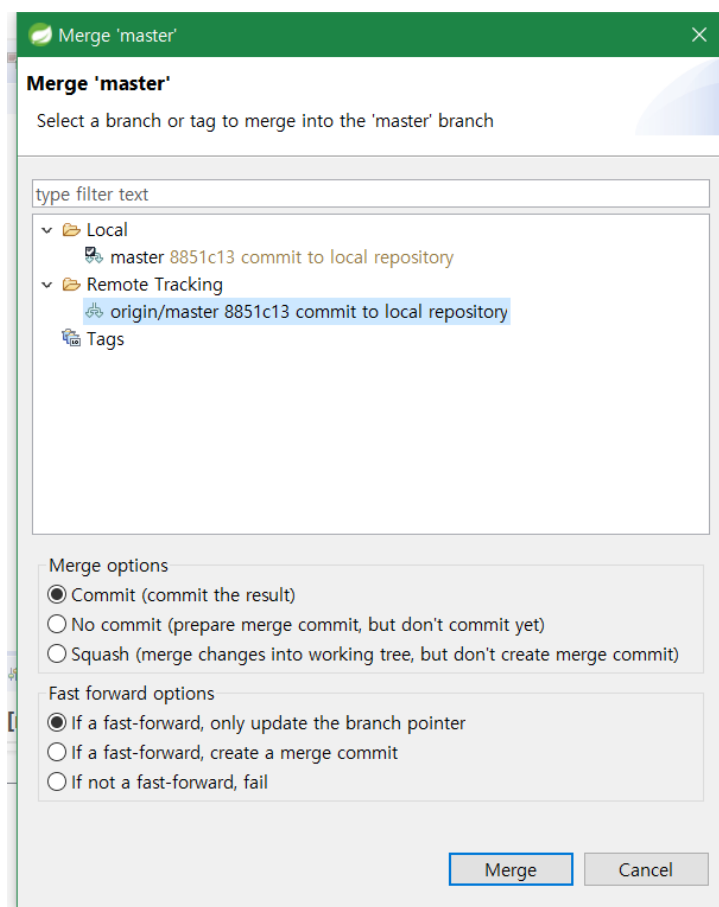 Merge 'master'
Merge 'master'
Select a branch or tag to merge into the 'master' branch
type filter text
Local
master 8851c13 commit to local repository
Remote Tracking
origin/master 8851c13 commit to local repository
Tags
Merge options
Commit (commit the result)
No commit (prepare merge commit, but don't commit yet)
Squash (merge changes into working tree, but don't create merge commit)
Fast forward options
If a fast-forward, only update the branch pointer
If a fast-forward, create a merge commit
If not a fast-forward, fail
Merge Cancel